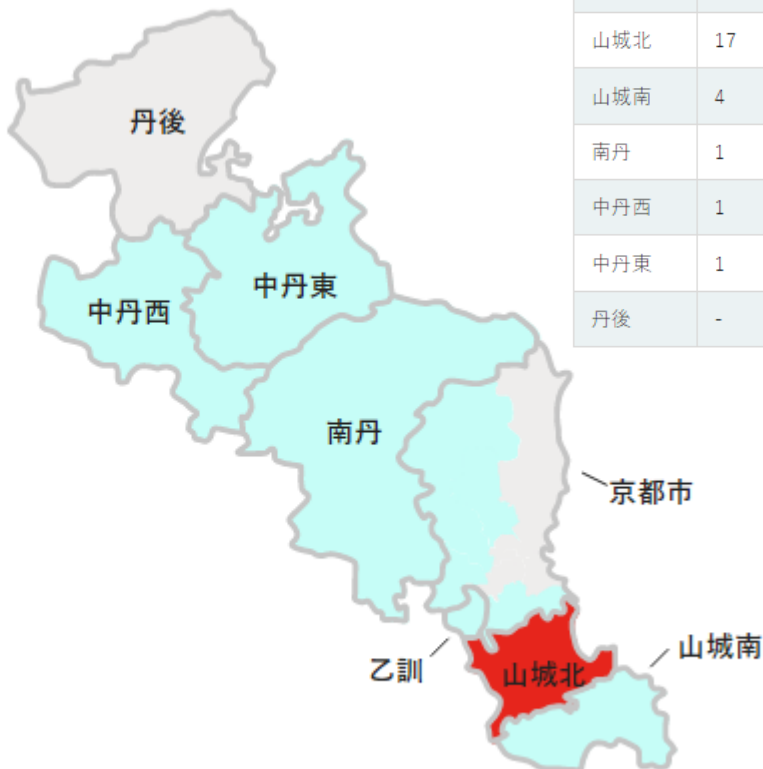 山城北 17
山城南 4
南丹 1
中丹西 1
中丹東 1
丹後 -
丹後
中丹東
中丹西
南丹
京都市
乙訓
山城北
山城南